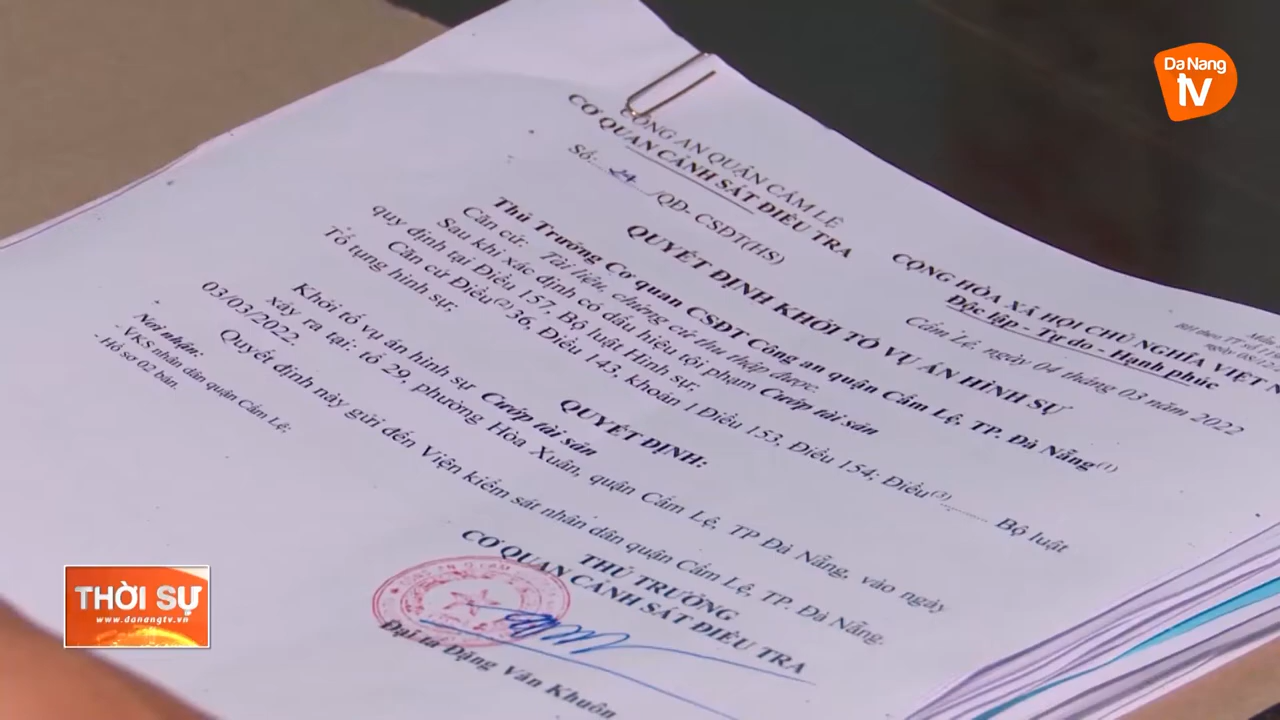 Da Nang
tv
CÔNG AN QUẬN CẨM LỆ
CƠ QUAN CẢNH SÁT ĐIỀU TRA
Số: 24 /QĐ- CSĐT(HS)
CỘNG HÒA XÃ HỘI CHỦ NGHĨA VIỆT N
Độc lập - Tự do - Hạnh phúc
Cẩm Lệ, ngày 04 tháng 03 năm 2022
QUYẾT ĐỊNH KHỞI TỐ VỤ ÁN HÌNH SỰ
Thủ Trưởng Cơ quan CSĐT Công an quận Cẩm Lệ, TP. Đà Nẵng(1)
Căn cứ: Tài liệu, chứng cứ thu thập được.
Sau khi xác định có dấu hiệu tội phạm Cướp tài sản
quy định tại Điều 157, Bộ luật Hình sự;
Căn cứ Điều(2) 36, Điều 143, khoản 1 Điều 153, Điều 154; Điều(3)........... Bộ luật
Tố tụng hình sự;
QUYẾT ĐỊNH:
Khởi tố vụ án hình sự Cướp tài sản
xảy ra tại: tổ 29, phường Hòa Xuân, quận Cẩm Lệ, TP Đà Nẵng, vào ngày
03/03/2022
Quyết định này gửi đến Viện kiểm sát nhân dân quận Cẩm Lệ, TP. Đà Nẵng.
Nơi nhận:
- VKS nhân dân quận Cẩm Lệ;
- Hồ sơ 02 bản.
THỦ TRƯỞNG
CƠ QUAN CẢNH SÁT ĐIỀU TRA
Đại tá Đặng Văn Khuôn
THỜI SỰ
www.danangtv.vn